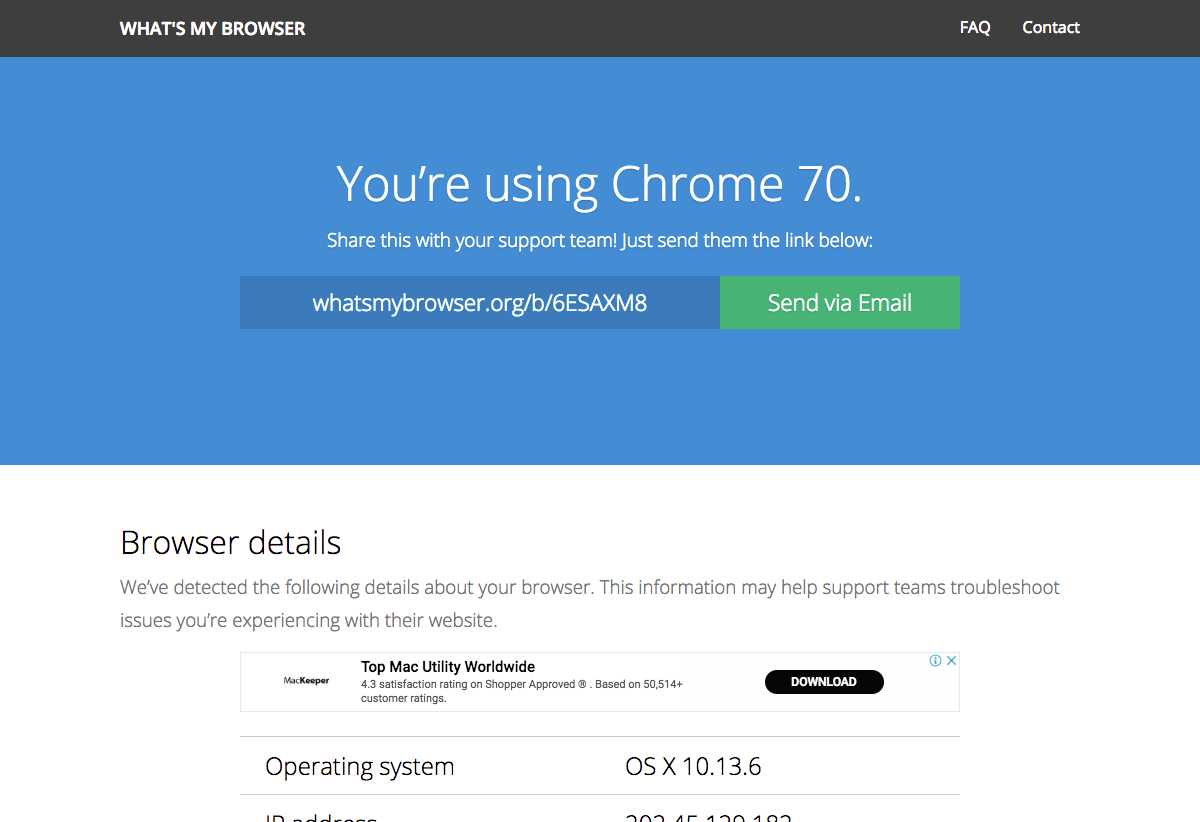 WHAT'S MY BROWSER
FAQ
Contact
You’re using Chrome 70.
Share this with your support team! Just send them the link below:
whatsmybrowser.org/b/6ESAXM8
Send via Email
Browser details
We’ve detected the following details about your browser. This information may help support teams troubleshoot
issues you’re experiencing with their website.
MacKeeper
Top Mac Utility Worldwide
4.3 satisfaction rating on Shopper Approved ® . Based on 50,514+
customer ratings.
DOWNLOAD
Operating system
OS X 10.13.6
IP address